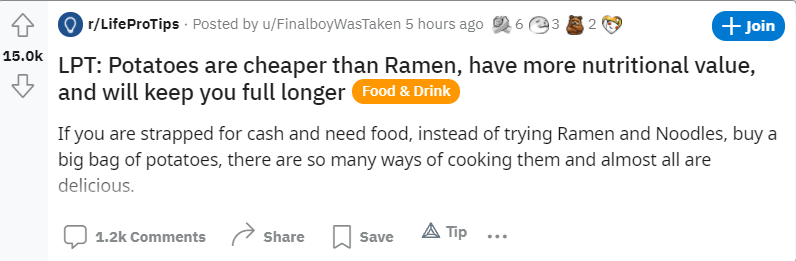 r/LifeProTips · Posted by u/FinalboyWasTaken 5 hours ago 6 3 2
Join
15.0k
LPT: Potatoes are cheaper than Ramen, have more nutritional value,
and will keep you full longer Food & Drink
If you are strapped for cash and need food, instead of trying Ramen and Noodles, buy a
big bag of potatoes, there are so many ways of cooking them and almost all are
delicious.
1.2k Comments Share Save Tip ...